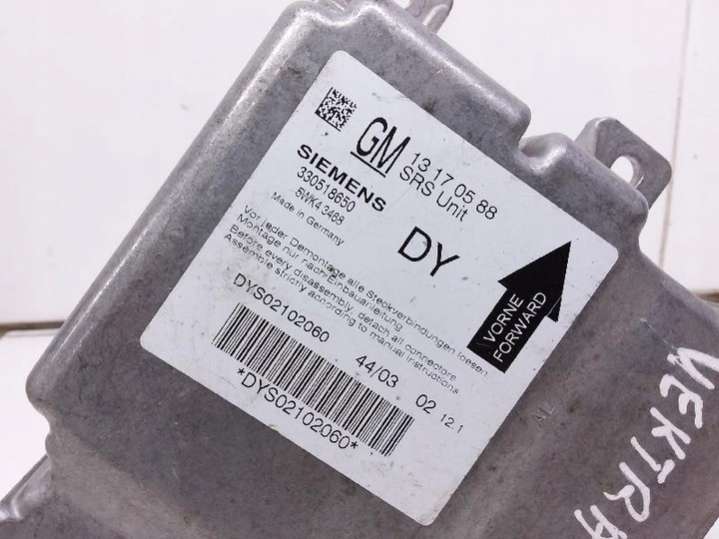 GM
13 17 05 88
SRS Unit
SIEMENS
330518650
5WK4 3468
Made in Germany
DY
Vor jeder Demontage alle Steckverbindungen loesen
Montage nur nach Einbauanleitung
Before every disassembly, detach all connectors
Assemble strictly according to manual instructions
VORNE
FORWARD
DYS02102060
44/03
02
12.1
*DYS02102060*
VEKTRA